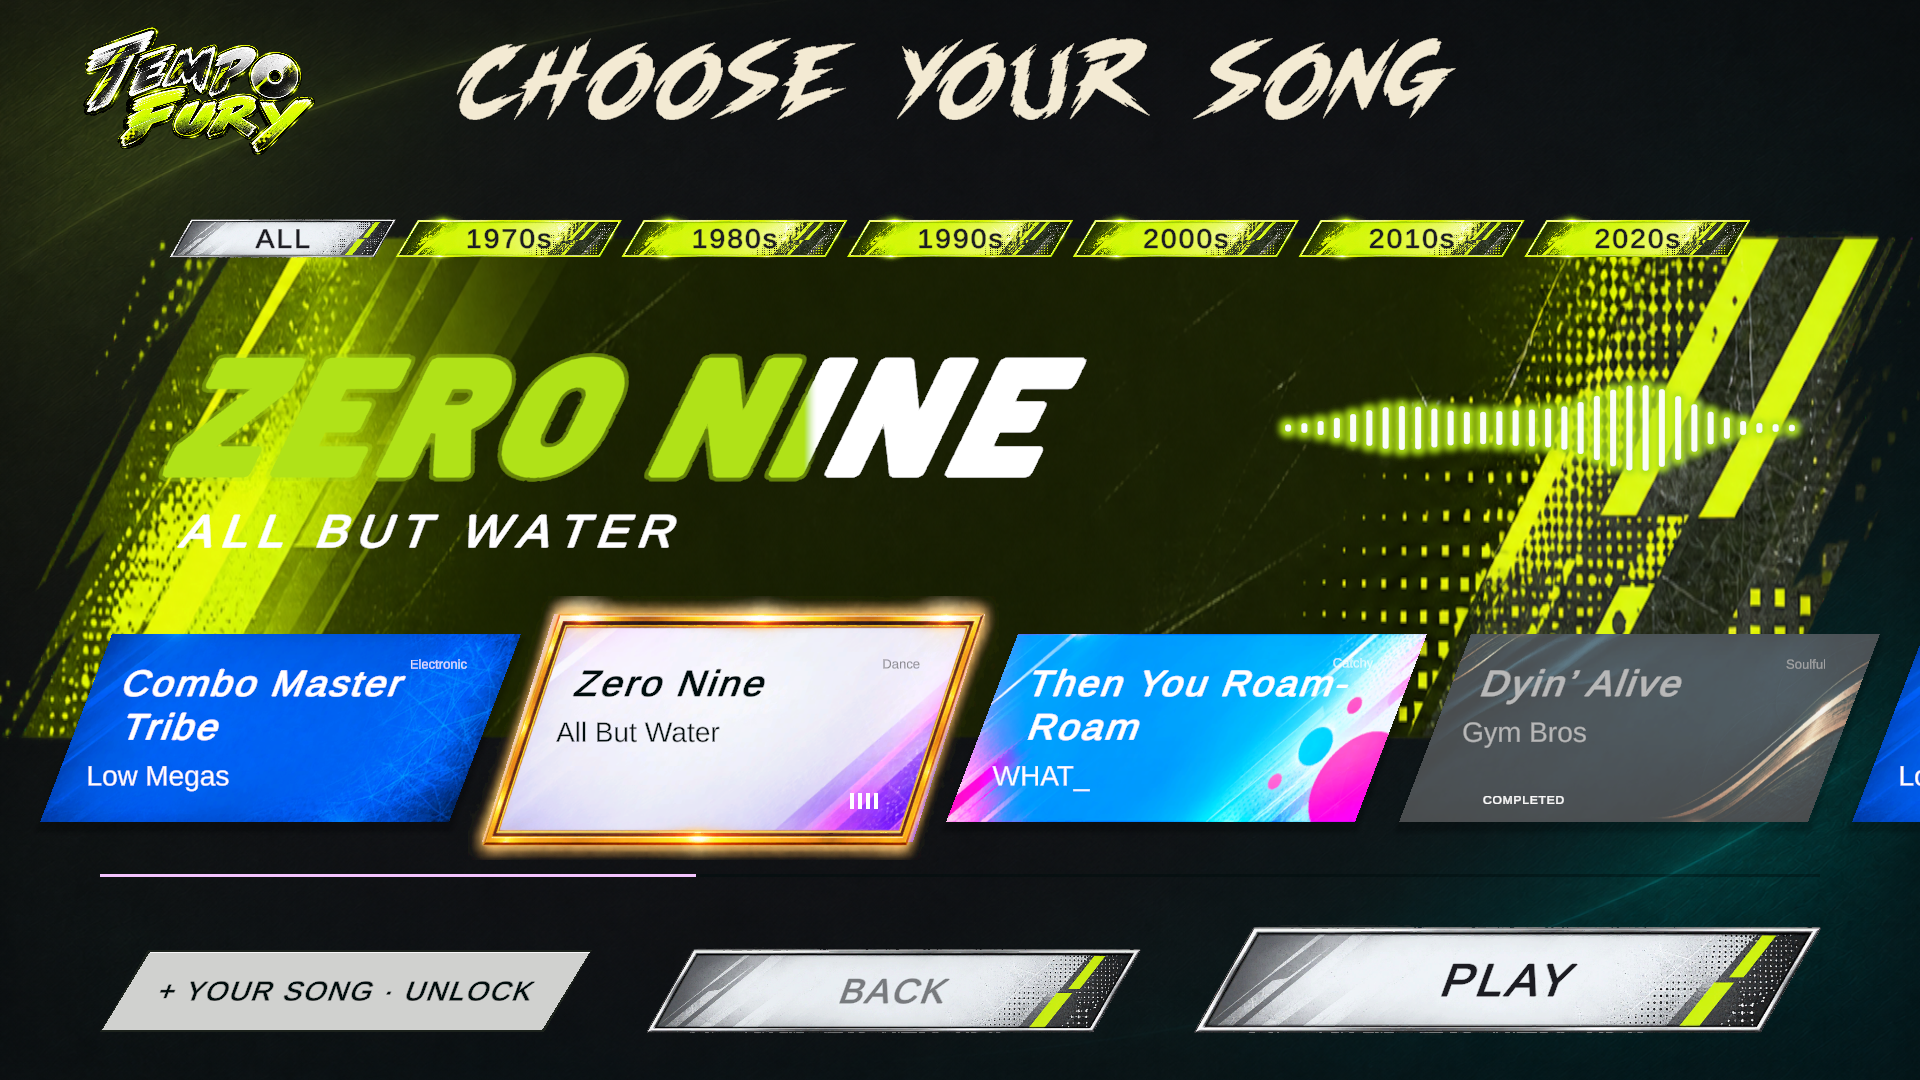 TEMPO
FURY
CHOOSE YOUR SONG
ALL
1970s
1980s
1990s
2000s
2010s
2020s
ZERO NINE
ALL BUT WATER
Electronic
Combo Master
Tribe
Low Megas
Dance
Zero Nine
All But Water
Catchy
Then You Roam-
Roam
WHAT_
Soulful
Dyin’ Alive
Gym Bros
COMPLETED
Lo
+ YOUR SONG · UNLOCK
BACK
PLAY